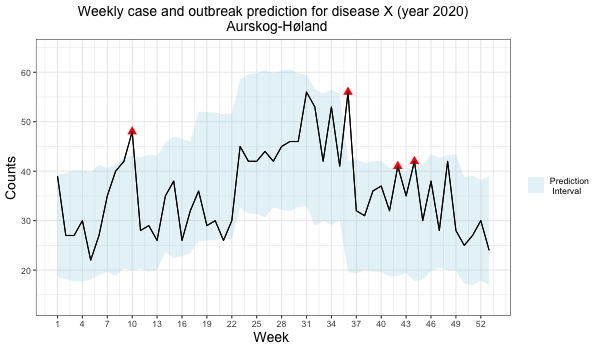 Weekly case and outbreak prediction for disease X (year 2020)
Aurskog-Høland
Counts
60
50
40
30
20
1 4 7 10 13 16 19 22 25 28 31 34 37 40 43 46 49 52
Week
Prediction
Interval